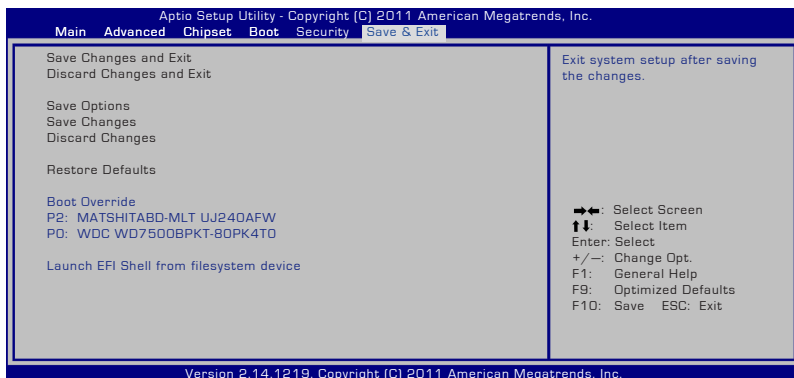 Aptio Setup Utility - Copyright (C) 2011 American Megatrends, Inc.
Main Advanced Chipset Boot Security Save & Exit
Save Changes and Exit
Discard Changes and Exit
Save Options
Save Changes
Discard Changes
Restore Defaults
Boot Override
P2: MATSHITABD-MLT UJ240AFW
P0: WDC WD7500BPKT-80PK4T0
Launch EFI Shell from filesystem device
Exit system setup after saving
the changes.
→←: Select Screen
↑↓: Select Item
Enter: Select
+/—: Change Opt.
F1: General Help
F9: Optimized Defaults
F10: Save ESC: Exit
Version 2.14.1219. Copyright (C) 2011 American Megatrends, Inc.